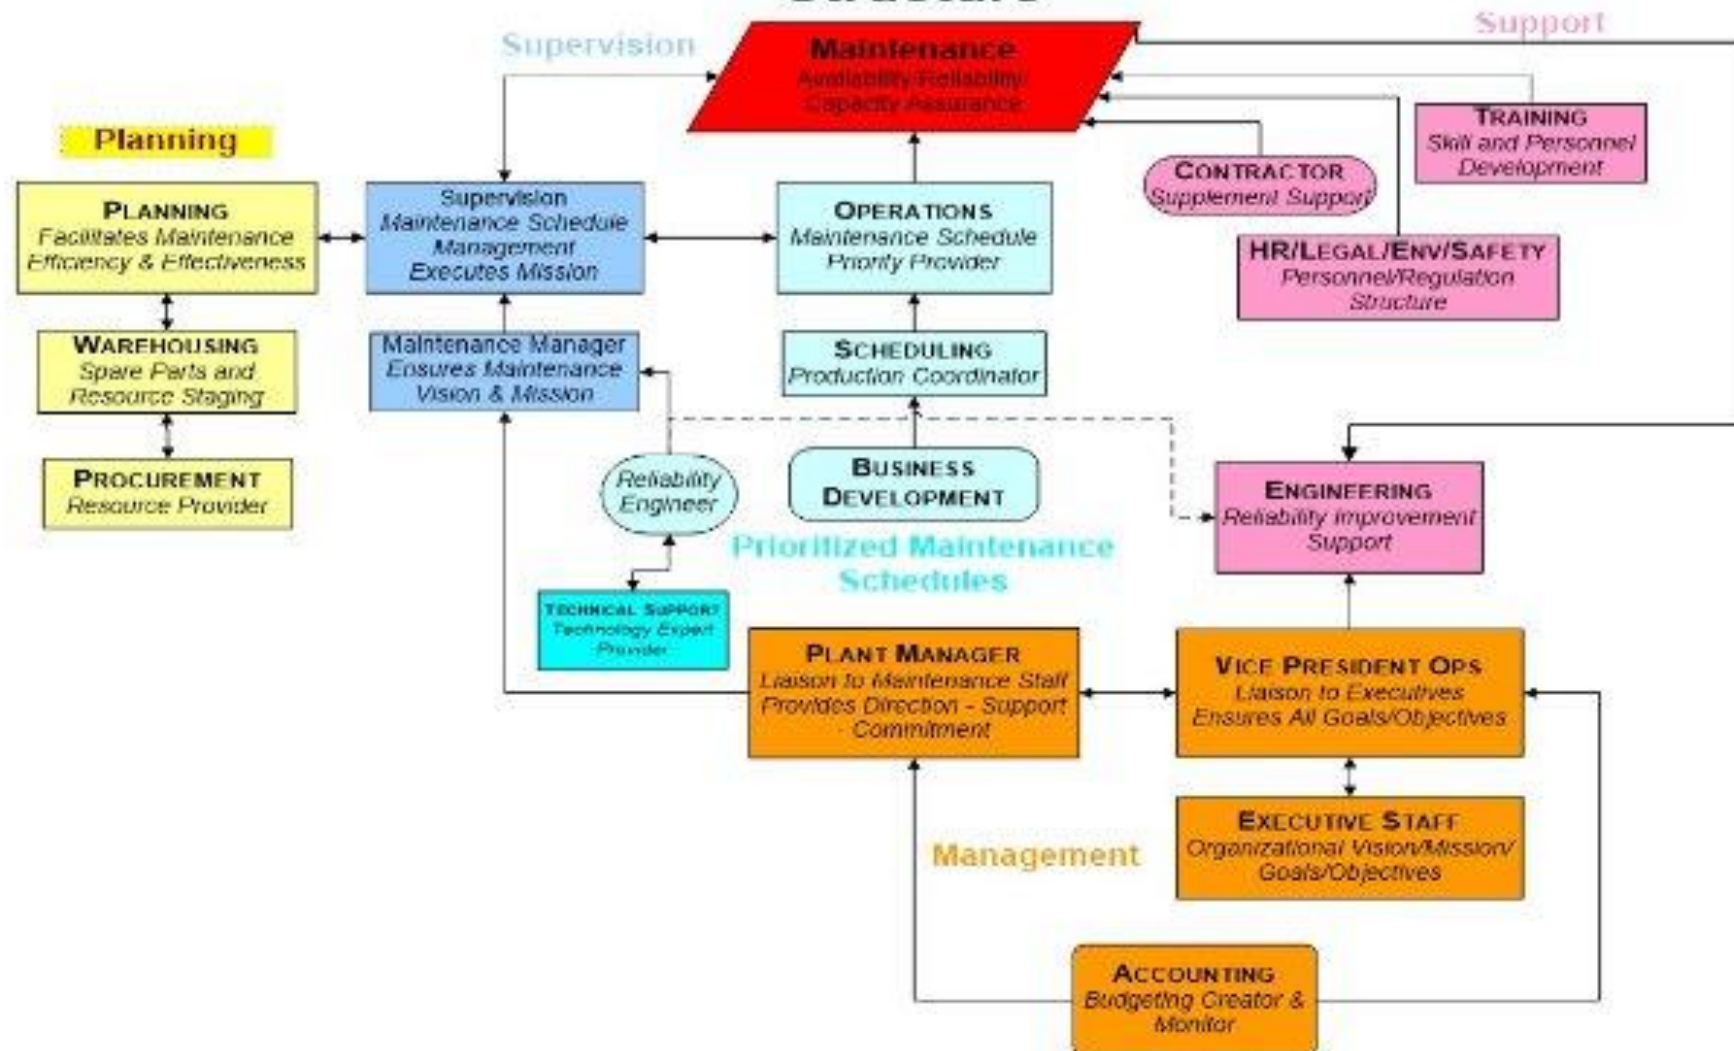 Structure
Supervision
Support
Maintenance
Availability/Reliability/
Capacity Assurance
TRAINING
Skill and Personnel
Development
Planning
CONTRACTOR
Supplement Support
PLANNING
Facilitates Maintenance
Efficiency & Effectiveness
Supervision
Maintenance Schedule
Management
Executes Mission
OPERATIONS
Maintenance Schedule
Priority Provider
HR/LEGAL/ENV/SAFETY
Personnel/Regulation
Structure
WAREHOUSING
Spare Parts and
Resource Staging
Maintenance Manager
Ensures Maintenance
Vision & Mission
SCHEDULING
Production Coordinator
PROCUREMENT
Resource Provider
Reliability
Engineer
BUSINESS
DEVELOPMENT
ENGINEERING
Reliability Improvement
Support
Prioritized Maintenance
Schedules
TECHNICAL SUPPORT
Technology Expert
Provider
PLANT MANAGER
Liaison to Maintenance Staff
Provides Direction - Support
- Commitment
VICE PRESIDENT OPS
Liaison to Executives
Ensures All Goals/Objectives
EXECUTIVE STAFF
Organizational Vision/Mission/
Goals/Objectives
Management
ACCOUNTING
Budgeting Creator &
Monitor